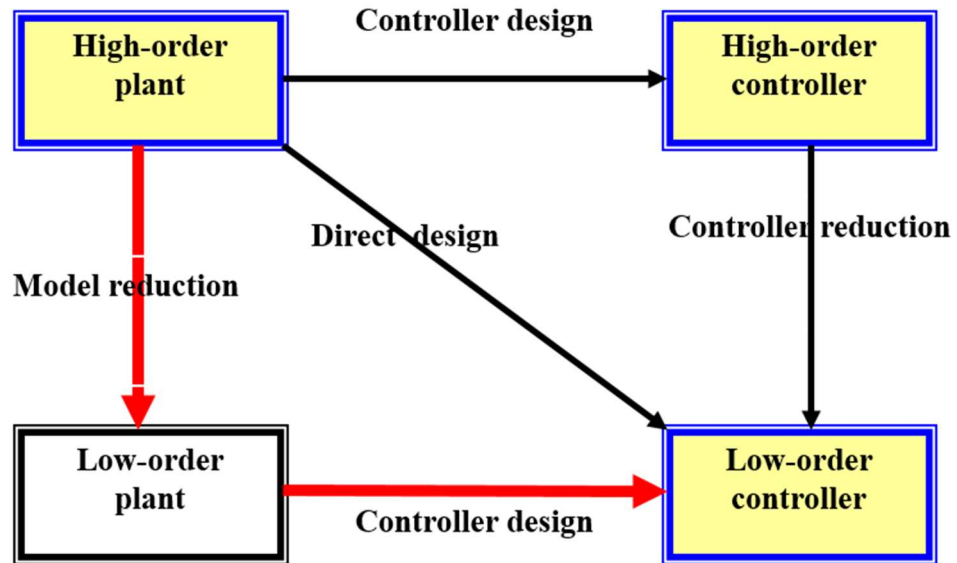 Controller design
High-order
plant
High-order
controller
Direct design
Controller reduction
Model reduction
Low-order
plant
Low-order
controller
Controller design